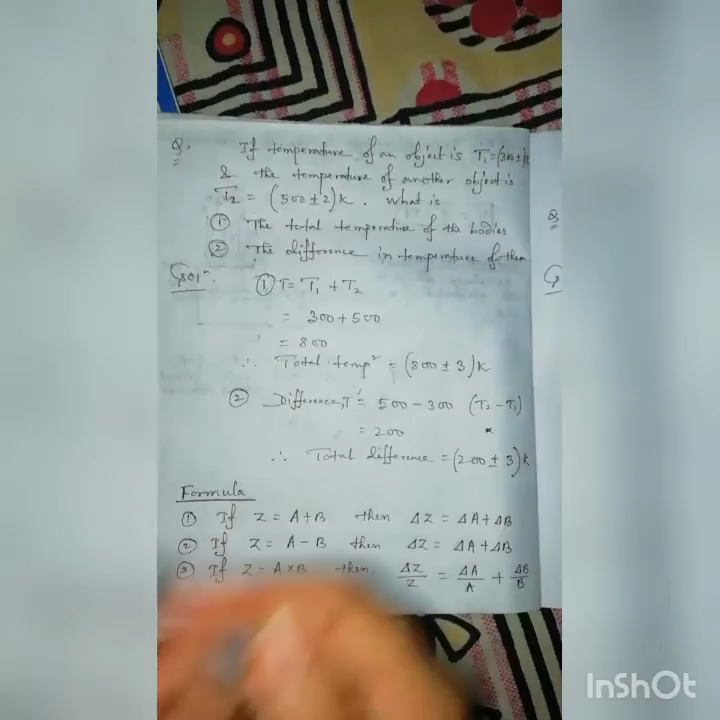 Q. If temperature of an object is T₁ = (300 ±
& the temperature of another object is
T₂ = (500 ± 2) K. What is
① The total temperature of the bodies
② The difference in temperature of them
Solⁿ.
① T = T₁ + T₂
= 300 + 500
= 800
∴ Total tempʳ = (800 ± 3) K
② Difference, T' = 500 − 300 (T₂ − T₁)
= 200
∴ Total difference = (200 ± 3) K
Formula
① If Z = A + B then ΔZ = ΔA + ΔB
② If Z = A − B then ΔZ = ΔA + ΔB
③ If Z = A × B then, ΔZ/Z = ΔA/A + ΔB/B
Q
InShOt